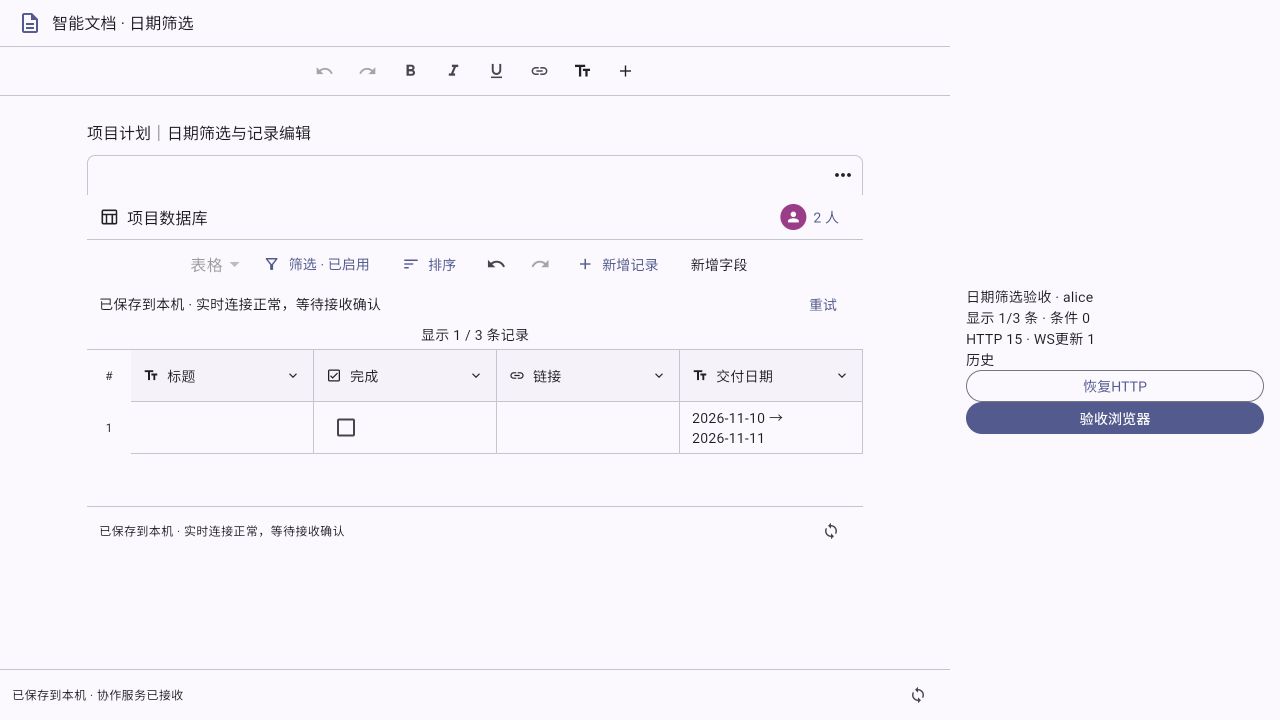 智能文档 · 日期筛选
B I U Tт +
项目计划｜日期筛选与记录编辑
项目数据库
2 人
表格 筛选 · 已启用 排序 新增记录 新增字段
已保存到本机 · 实时连接正常，等待接收确认 重试
显示 1 / 3 条记录
# 标题 完成 链接 交付日期
1 2026-11-10 →
2026-11-11
已保存到本机 · 实时连接正常，等待接收确认
已保存到本机 · 协作服务已接收
日期筛选验收 · alice
显示 1/3 条 · 条件 0
HTTP 15 · WS更新 1
历史
恢复HTTP
验收浏览器